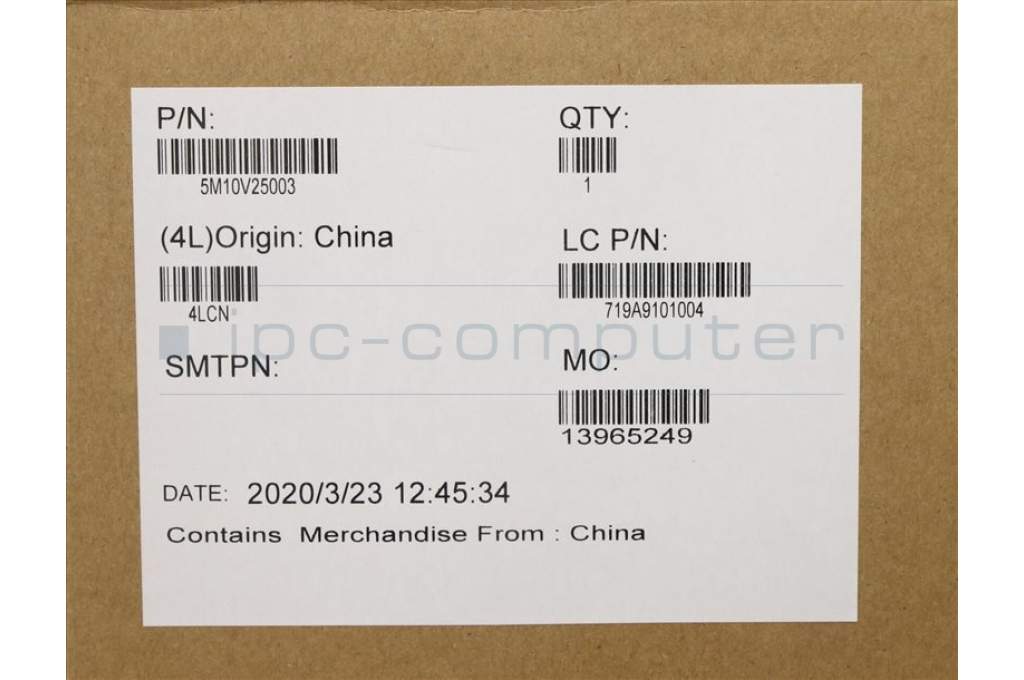 P/N:
5M10V25003
QTY:
1
(4L)Origin: China
4LCN
LC P/N:
719A9101004
ipc-computer
SMTPN:
MO:
13965249
DATE: 2020/3/23 12:45:34
Contains Merchandise From : China